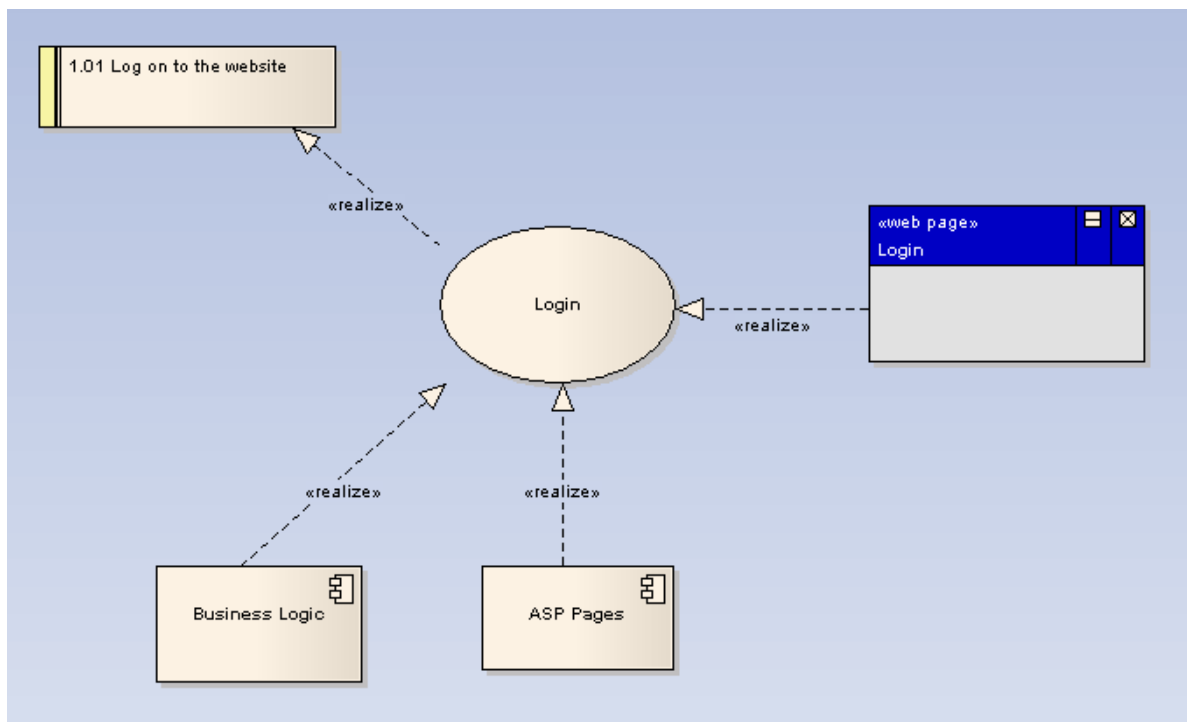 1.01 Log on to the website
«realize»
«web page»
Login
Login
«realize»
«realize»
«realize»
Business Logic
ASP Pages